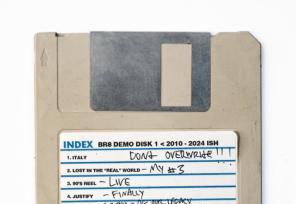 INDEX BR8 DEMO DISK 1 < 2010 - 2024 ISH
DON'T OVERWRITE !!!
1. ITALY
2. LOST IN THE "REAL" WORLD - MY #3
3. 90'S REEL - LIVE
4. JUSTIFY - FINALLY